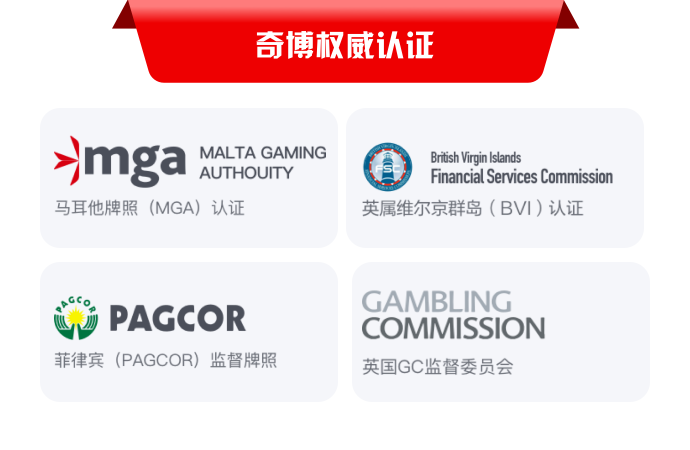 奇博权威认证
mga MALTA GAMING AUTHOUITY
马耳他牌照（MGA）认证
FSC British Virgin Islands Financial Services Commission
英属维尔京群岛（BVI）认证
PAGCOR PAGCOR
菲律宾（PAGCOR）监督牌照
GAMBLING
COMMISSION
英国GC监督委员会